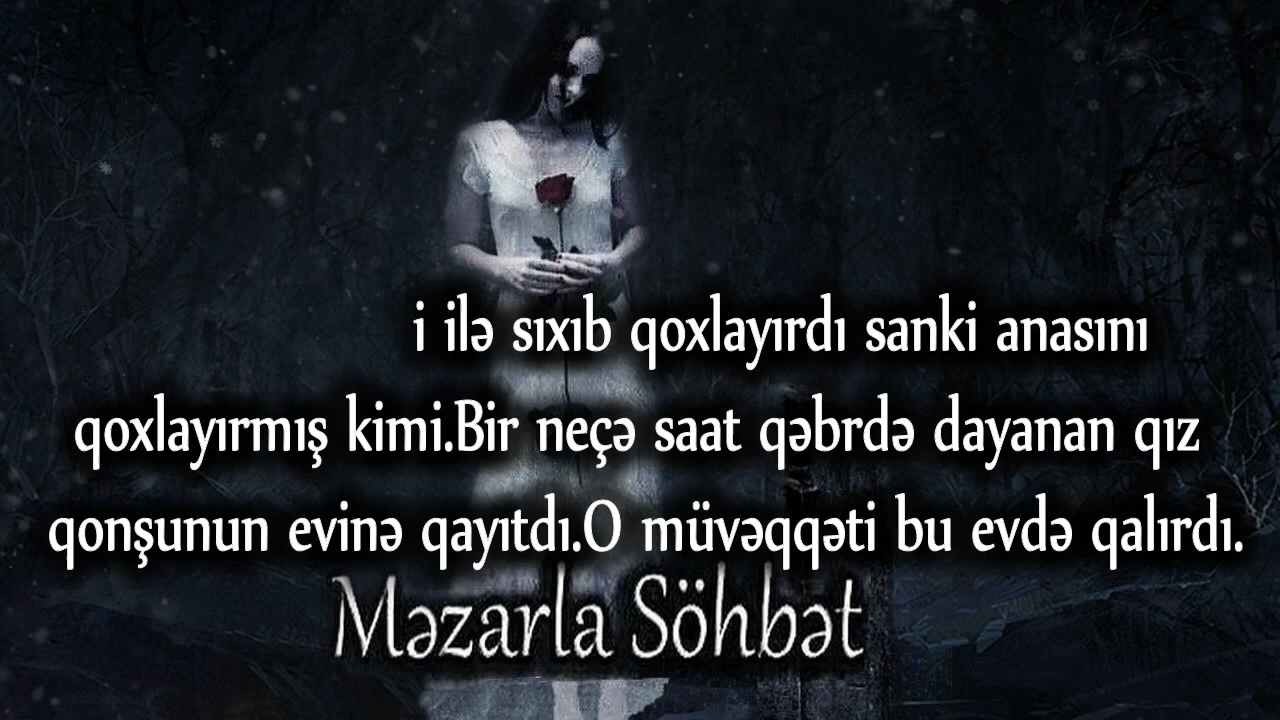 i ilə sıxıb qoxlayırdı sanki anasını
qoxlayırmış kimi.Bir neçə saat qəbrdə dayanan qız
qonşunun evinə qayıtdı.O müvəqqəti bu evdə qalırdı.
Məzarla Söhbət